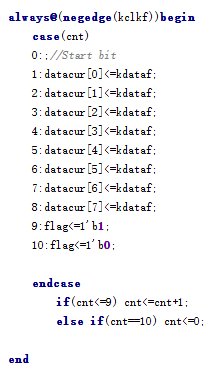 always@(negedge(kclkf))begin
case(cnt)
0:;//Start bit
1:datacur[0]<=kdataf;
2:datacur[1]<=kdataf;
3:datacur[2]<=kdataf;
4:datacur[3]<=kdataf;
5:datacur[4]<=kdataf;
6:datacur[5]<=kdataf;
7:datacur[6]<=kdataf;
8:datacur[7]<=kdataf;
9:flag<=1'b1;
10:flag<=1'b0;
endcase
if(cnt<=9) cnt<=cnt+1;
else if(cnt==10) cnt<=0;
end